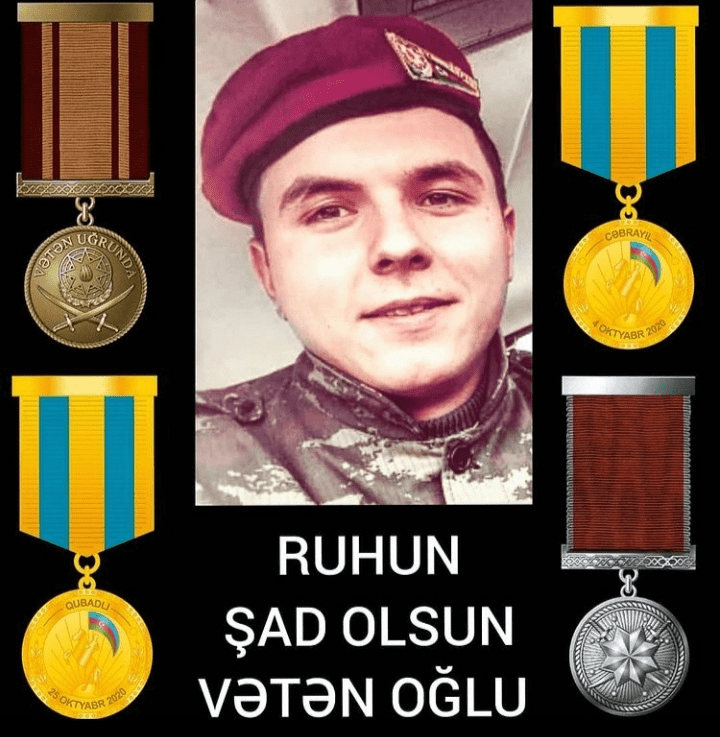 VƏTƏN UĞRUNDA
CƏBRAYIL
4 OKTYABR 2020
QUBADLI
25 OKTYABR 2020
RUHUN
ŞAD OLSUN
VƏTƏN OĞLU